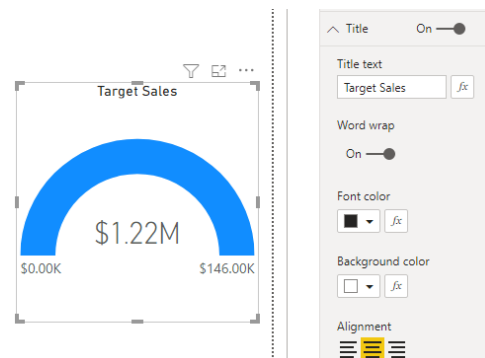 Target Sales
$1.22M
$0.00K
$146.00K
Title On
Title text
Target Sales fx
Word wrap
On
Font color
fx
Background color
fx
Alignment